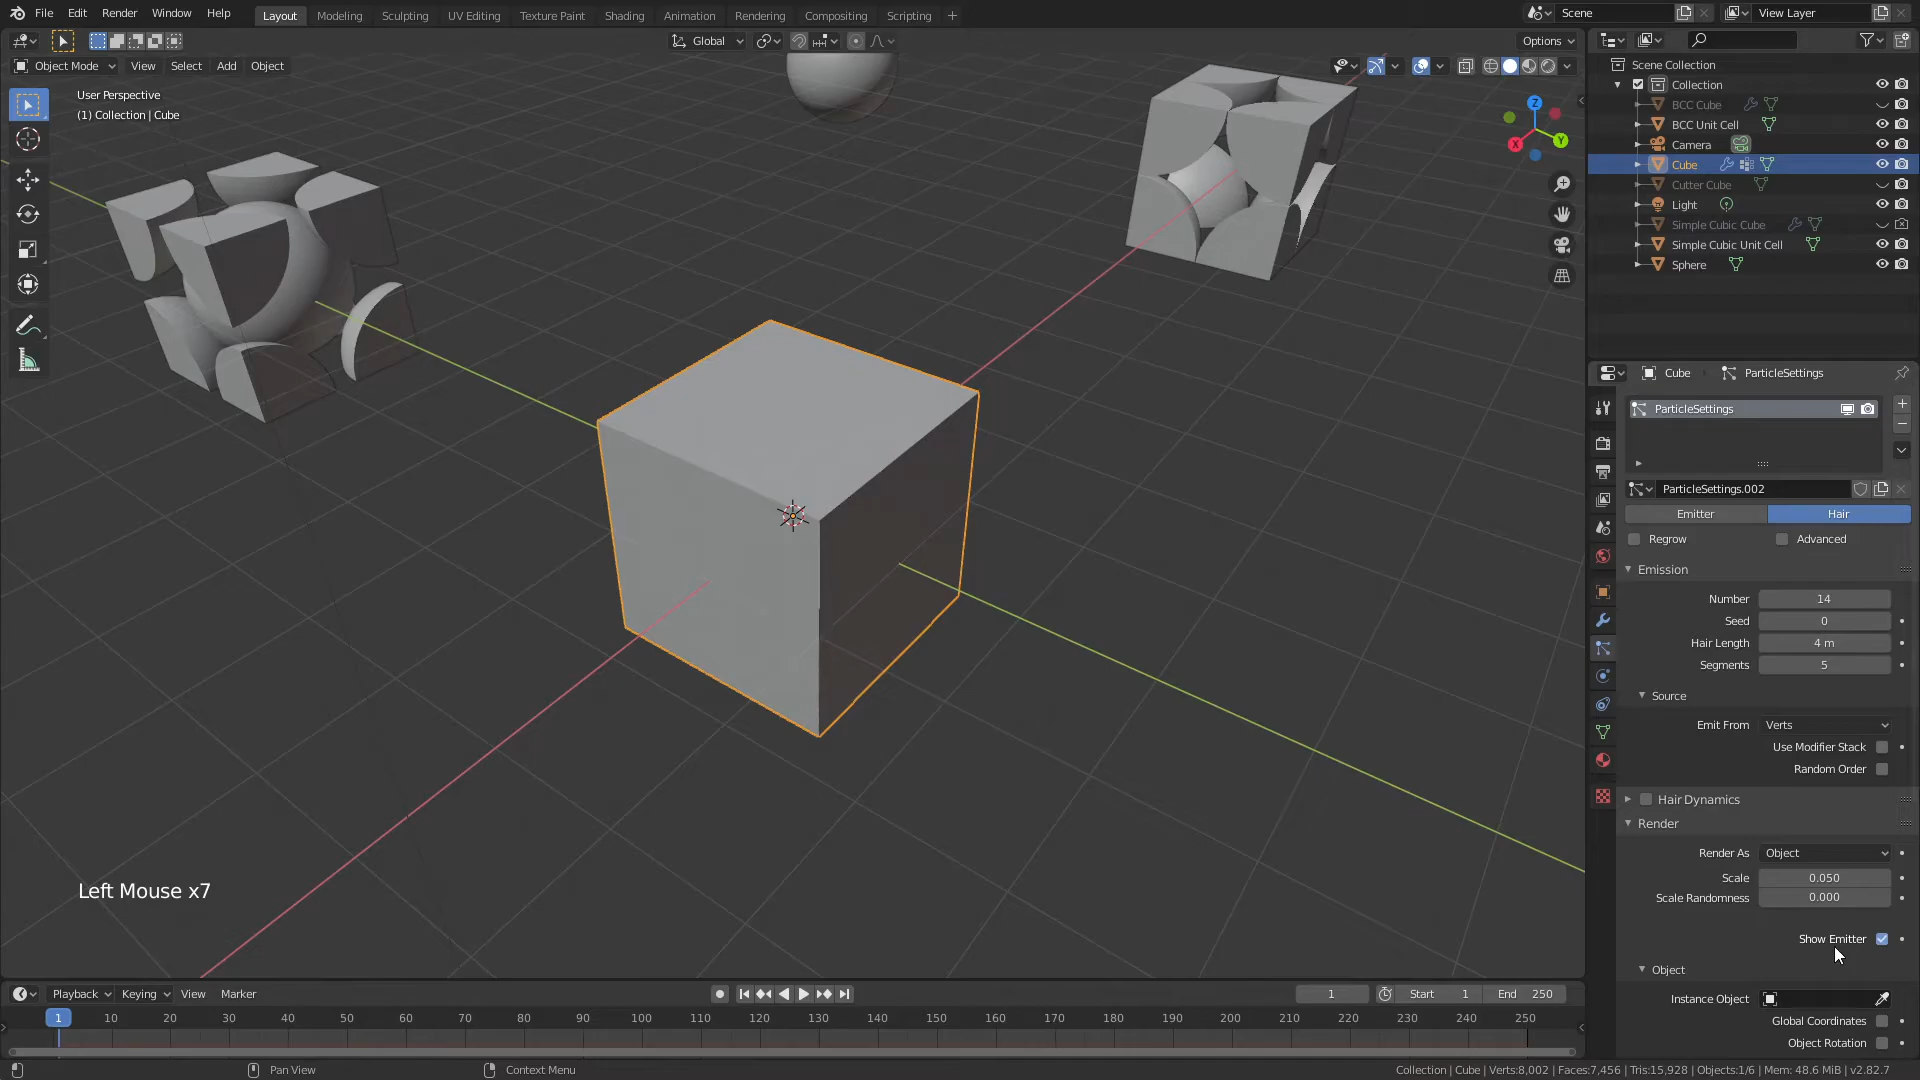 File Edit Render Window Help
Layout Modeling Sculpting UV Editing Texture Paint Shading Animation Rendering Compositing Scripting
Scene View Layer
Global Options
Object Mode View Select Add Object
User Perspective
(1) Collection | Cube
Z
Y
X
Scene Collection
Collection
BCC Cube
BCC Unit Cell
Camera
Cube
Cutter Cube
Light
Simple Cubic Cube
Simple Cubic Unit Cell
Sphere
Cube ParticleSettings
ParticleSettings
ParticleSettings.002
Emitter Hair
Regrow Advanced
Emission
Number 14
Seed 0
Hair Length 4 m
Segments 5
Source
Emit From Verts
Use Modifier Stack
Random Order
Hair Dynamics
Render
Render As Object
Scale 0.050
Scale Randomness 0.000
Show Emitter
Object
Instance Object
Global Coordinates
Object Rotation
Left Mouse x7
Playback Keying View Marker
1 Start 1 End 250
1 10 20 30 40 50 60 70 80 90 100 110 120 130 140 150 160 170 180 190 200 210 220 230 240 250
Pan View Context Menu
Collection | Cube | Verts:8,002 | Faces:7,456 | Tris:15,928 | Objects:1/6 | Mem: 48.6 MiB | v2.82.7